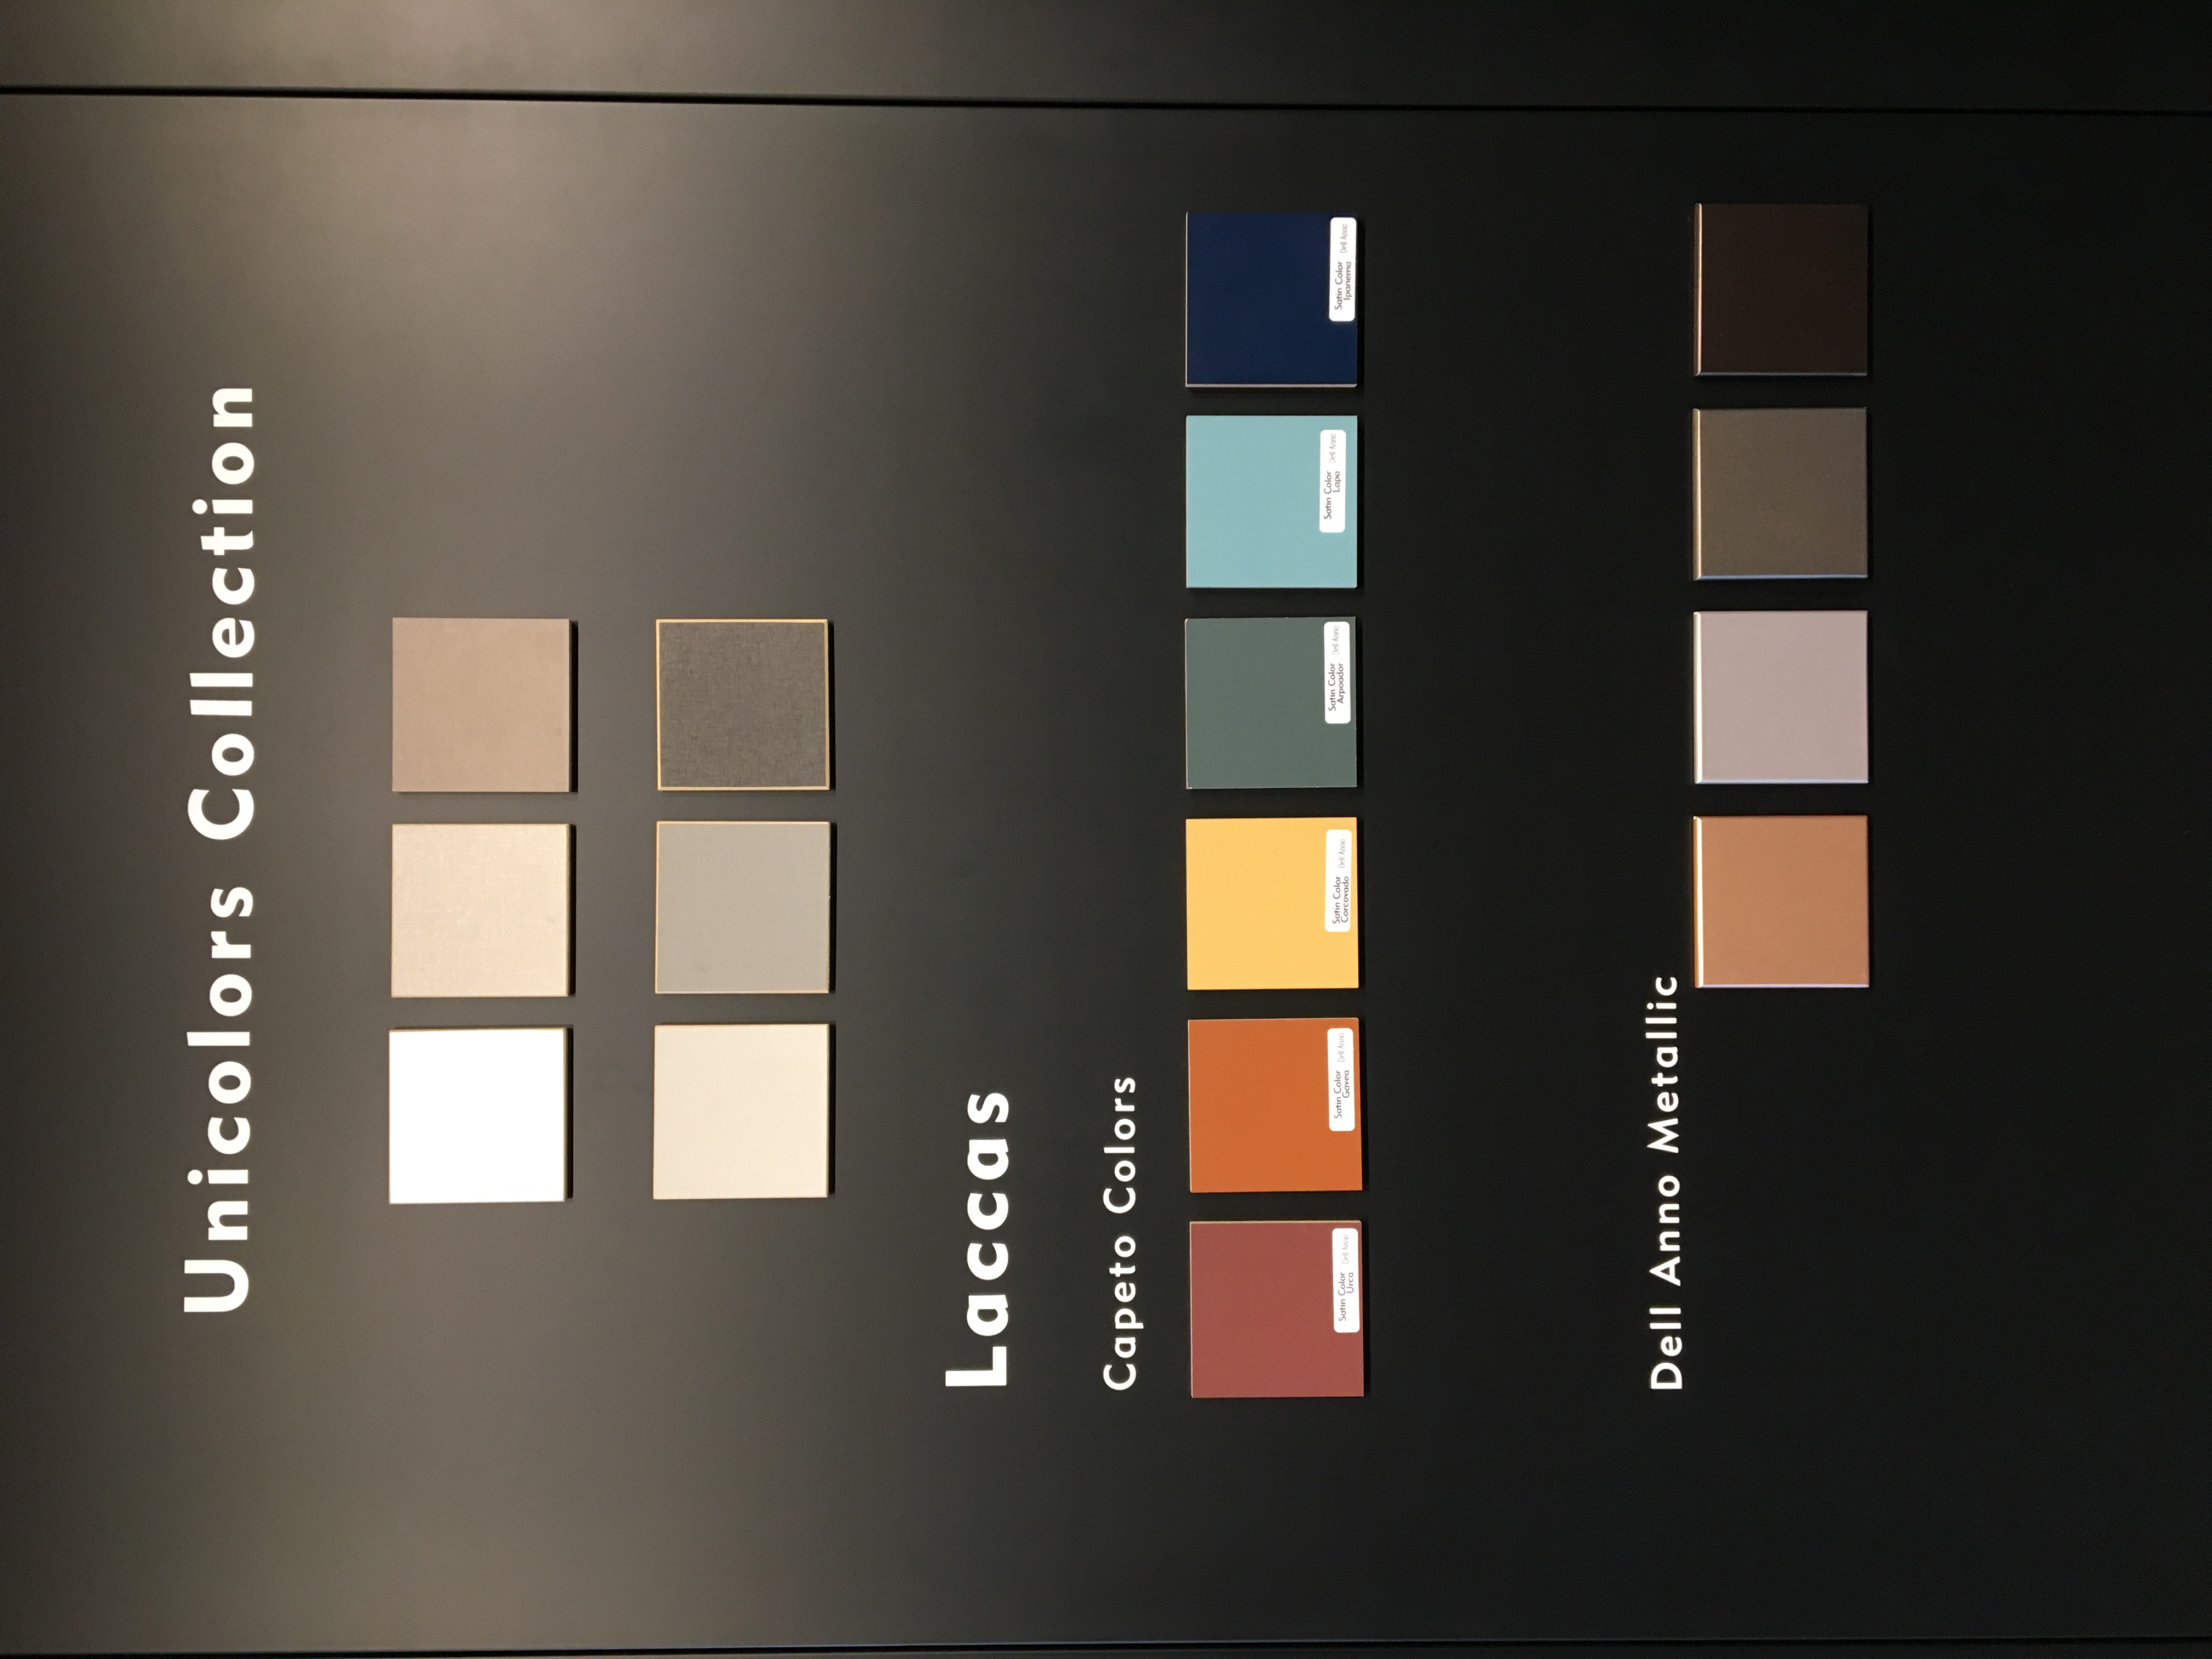 Unicolors Collection
Laccas
Capeto Colors
Satin Color
Urca
Dell Anno
Satin Color
Gavea
Dell Anno
Satin Color
Corcovado
Dell Anno
Satin Color
Arpoador
Dell Anno
Satin Color
Lapa
Dell Anno
Satin Color
Ipanema
Dell Anno
Dell Anno Metallic